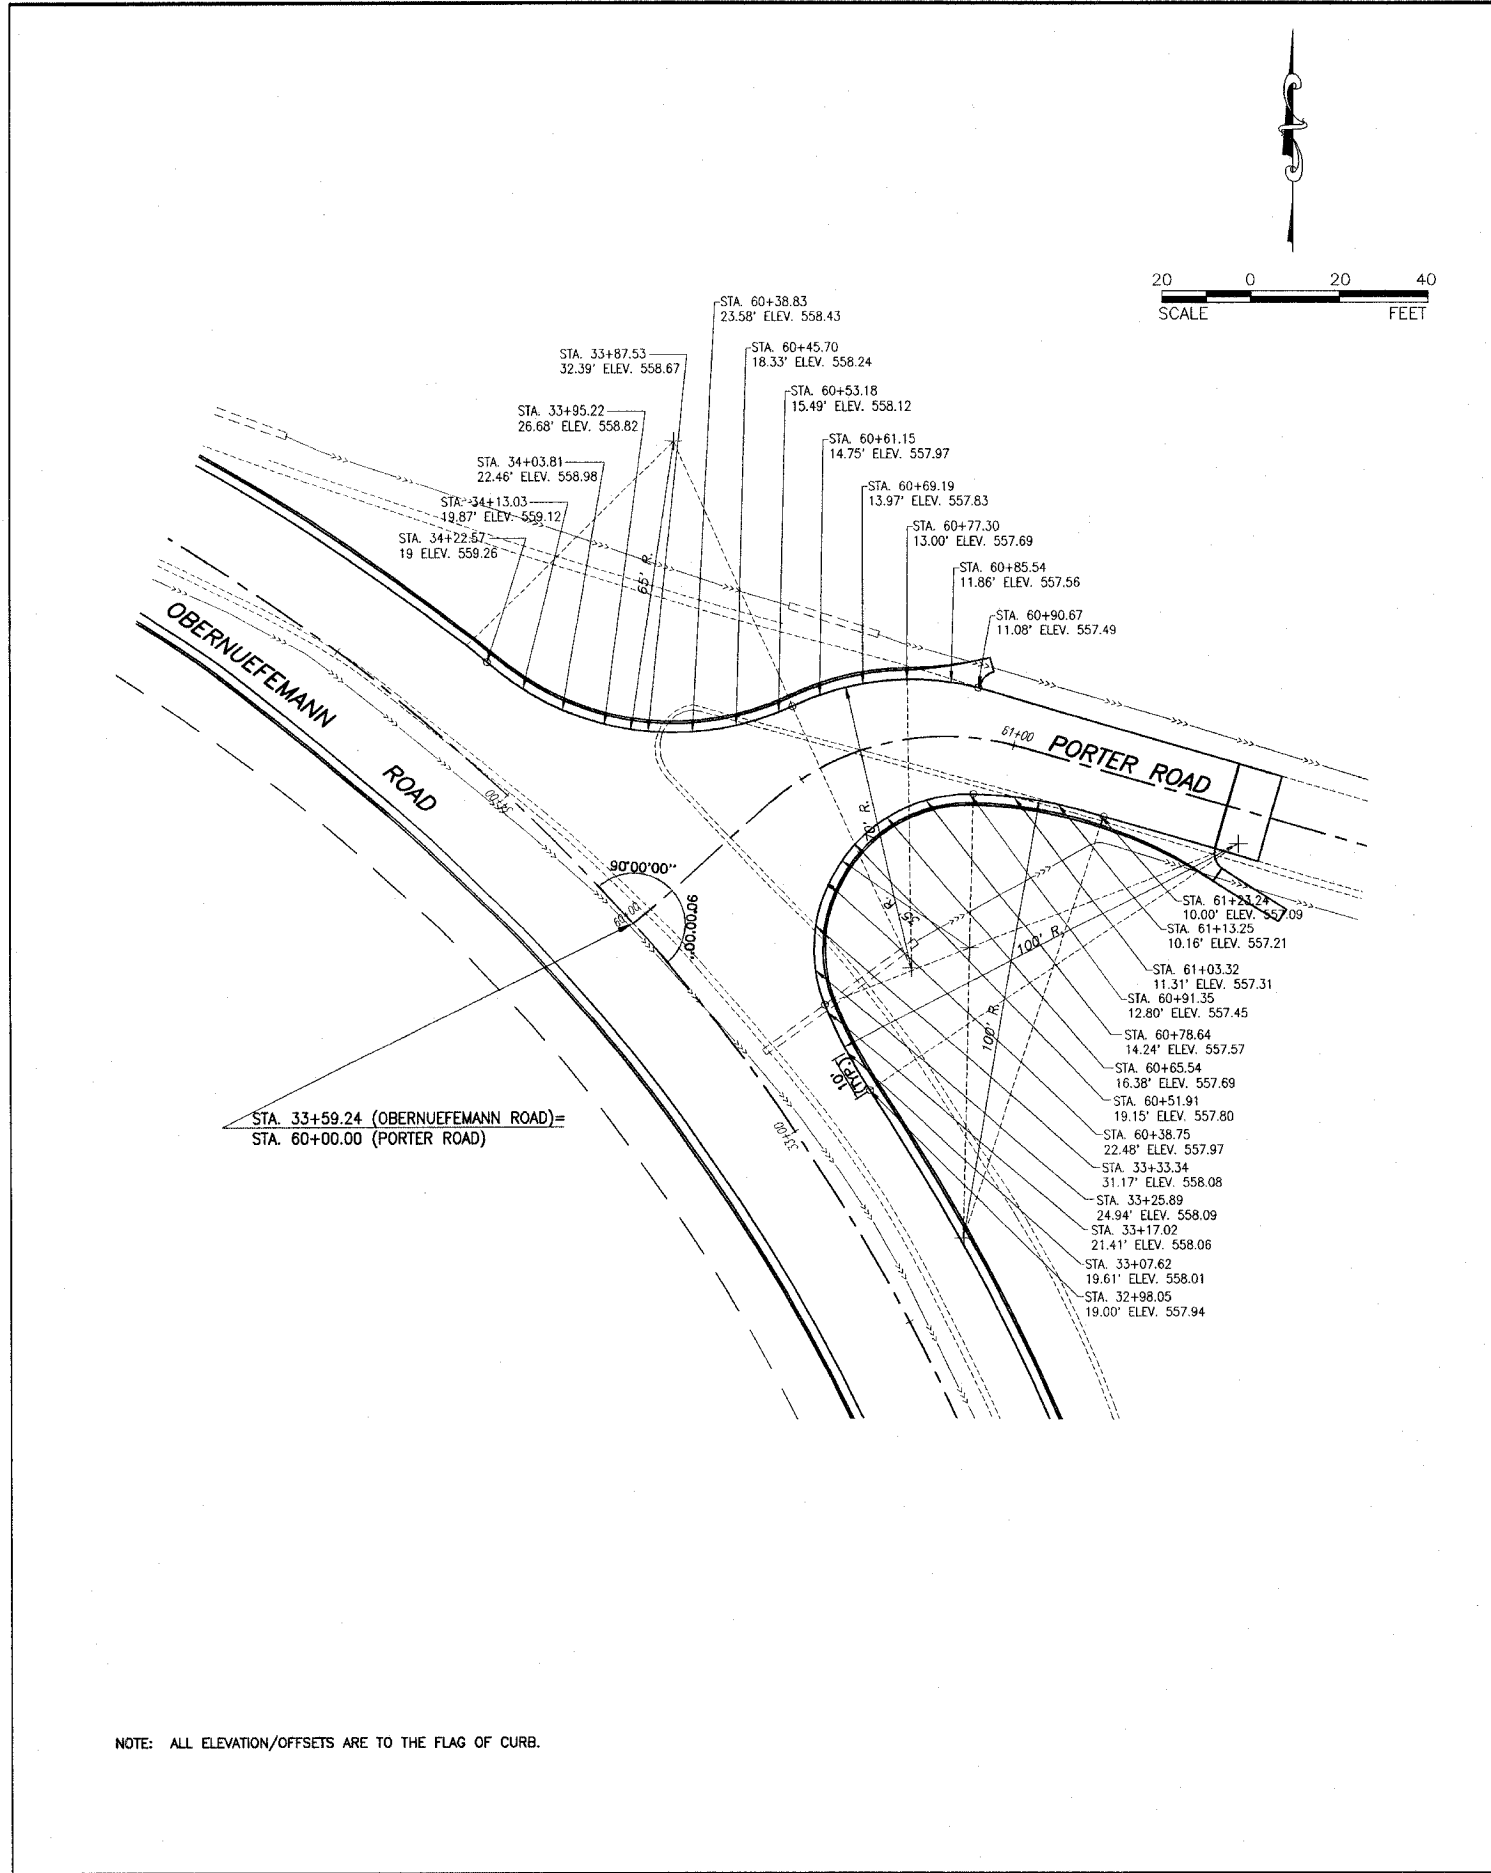 20 0 20 40
SCALE FEET
STA. 60+38.83
23.58' ELEV. 558.43
STA. 33+87.53
32.39' ELEV. 558.67
STA. 60+45.70
18.33' ELEV. 558.24
STA. 60+53.18
15.49' ELEV. 558.12
STA. 33+95.22
26.68' ELEV. 558.82
STA. 60+61.15
14.75' ELEV. 557.97
STA. 34+03.81
22.46' ELEV. 558.98
STA. 60+69.19
13.97' ELEV. 557.83
STA. 34+13.03
19.87' ELEV. 559.12
STA. 60+77.30
13.00' ELEV. 557.69
STA. 34+22.57
19 ELEV. 559.26
STA. 60+85.54
11.86' ELEV. 557.56
65' R.
STA. 60+90.67
11.08' ELEV. 557.49
OBERNUEFEMANN
ROAD
61+00
PORTER ROAD
70' R.
90°00'00"
90°00'00"
60+00
R.
100' R.
100' R.
STA. 61+23.24
10.00' ELEV. 557.09
STA. 61+13.25
10.16' ELEV. 557.21
STA. 61+03.32
11.31' ELEV. 557.31
STA. 60+91.35
12.80' ELEV. 557.45
STA. 60+78.64
14.24' ELEV. 557.57
STA. 60+65.54
16.38' ELEV. 557.69
STA. 60+51.91
19.15' ELEV. 557.80
STA. 60+38.75
22.48' ELEV. 557.97
STA. 33+33.34
31.17' ELEV. 558.08
STA. 33+25.89
24.94' ELEV. 558.09
STA. 33+17.02
21.41' ELEV. 558.06
STA. 33+07.62
19.61' ELEV. 558.01
STA. 32+98.05
19.00' ELEV. 557.94
10'
(TYP.)
33+00
STA. 33+59.24 (OBERNUEFEMANN ROAD)=
STA. 60+00.00 (PORTER ROAD)
NOTE: ALL ELEVATION/OFFSETS ARE TO THE FLAG OF CURB.